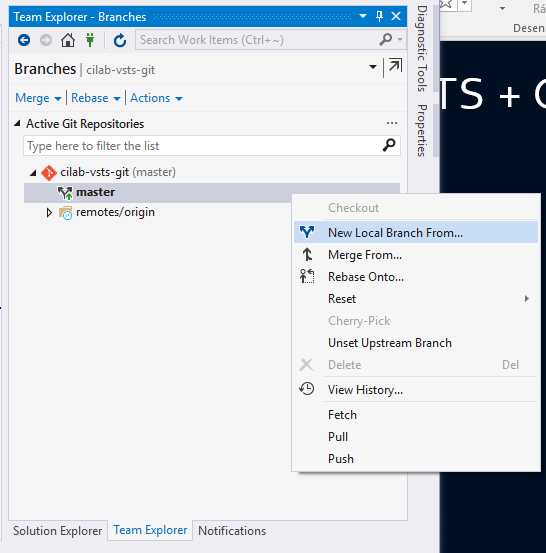 Team Explorer - Branches
Search Work Items (Ctrl+~)
Branches | cilab-vsts-git
Merge | Rebase | Actions
Active Git Repositories
Type here to filter the list
cilab-vsts-git (master)
master
remotes/origin
Checkout
New Local Branch From...
Merge From...
Rebase Onto...
Reset
Cherry-Pick
Unset Upstream Branch
Delete Del
View History...
Fetch
Pull
Push
Solution Explorer Team Explorer Notifications
Diagnostic Tools
Properties
Rá
Desen
TS +